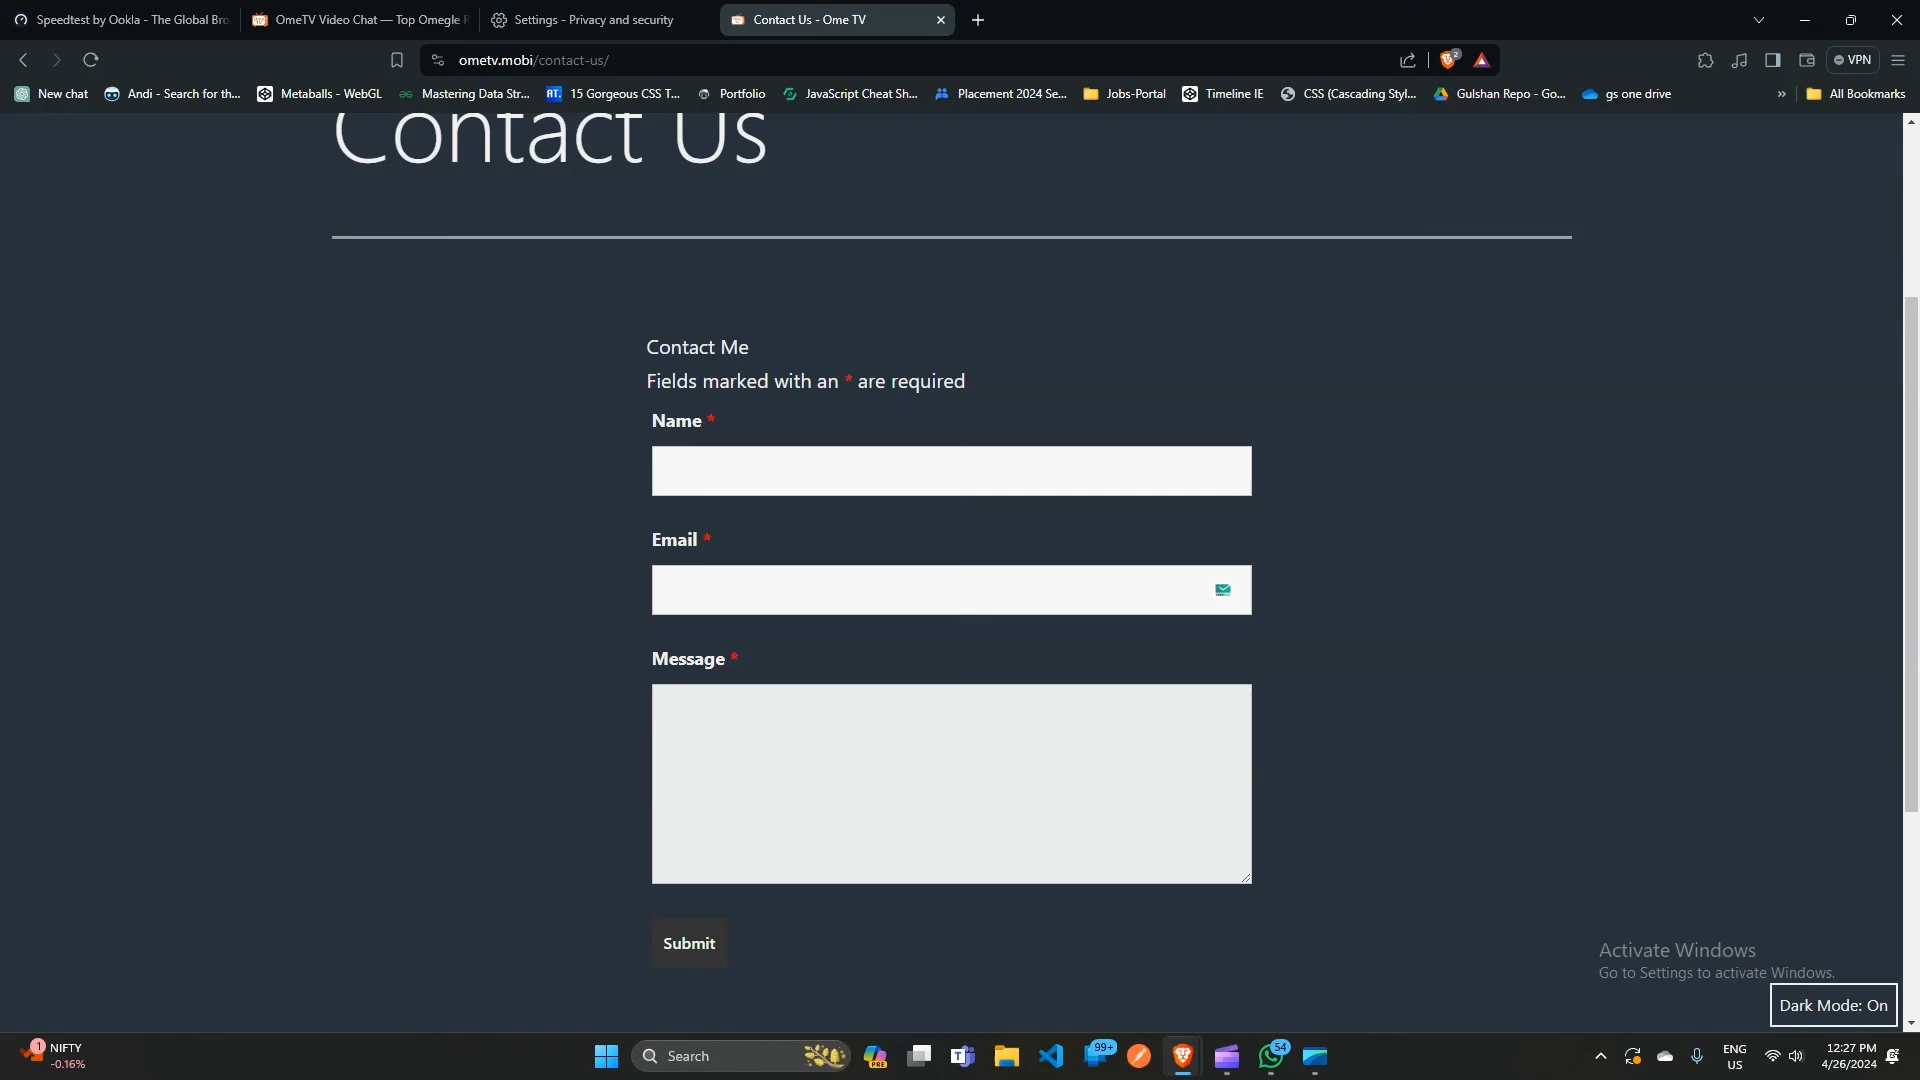 Speedtest by Ookla - The Global Bro
OmeTV Video Chat — Top Omegle R
Settings - Privacy and security
Contact Us - Ome TV
ometv.mobi/contact-us/
2
VPN
New chat
Andi - Search for th...
Metaballs - WebGL
Mastering Data Str...
15 Gorgeous CSS T...
Portfolio
JavaScript Cheat Sh...
Placement 2024 Se...
Jobs-Portal
Timeline IE
CSS (Cascading Styl...
Gulshan Repo - Go...
gs one drive
»
All Bookmarks
Contact Us
Contact Me
Fields marked with an * are required
Name *
Email *
Message *
Submit
Activate Windows
Go to Settings to activate Windows.
Dark Mode: On
1
NIFTY
-0.16%
Search
PRE
99+
54
ENG
US
12:27 PM
4/26/2024